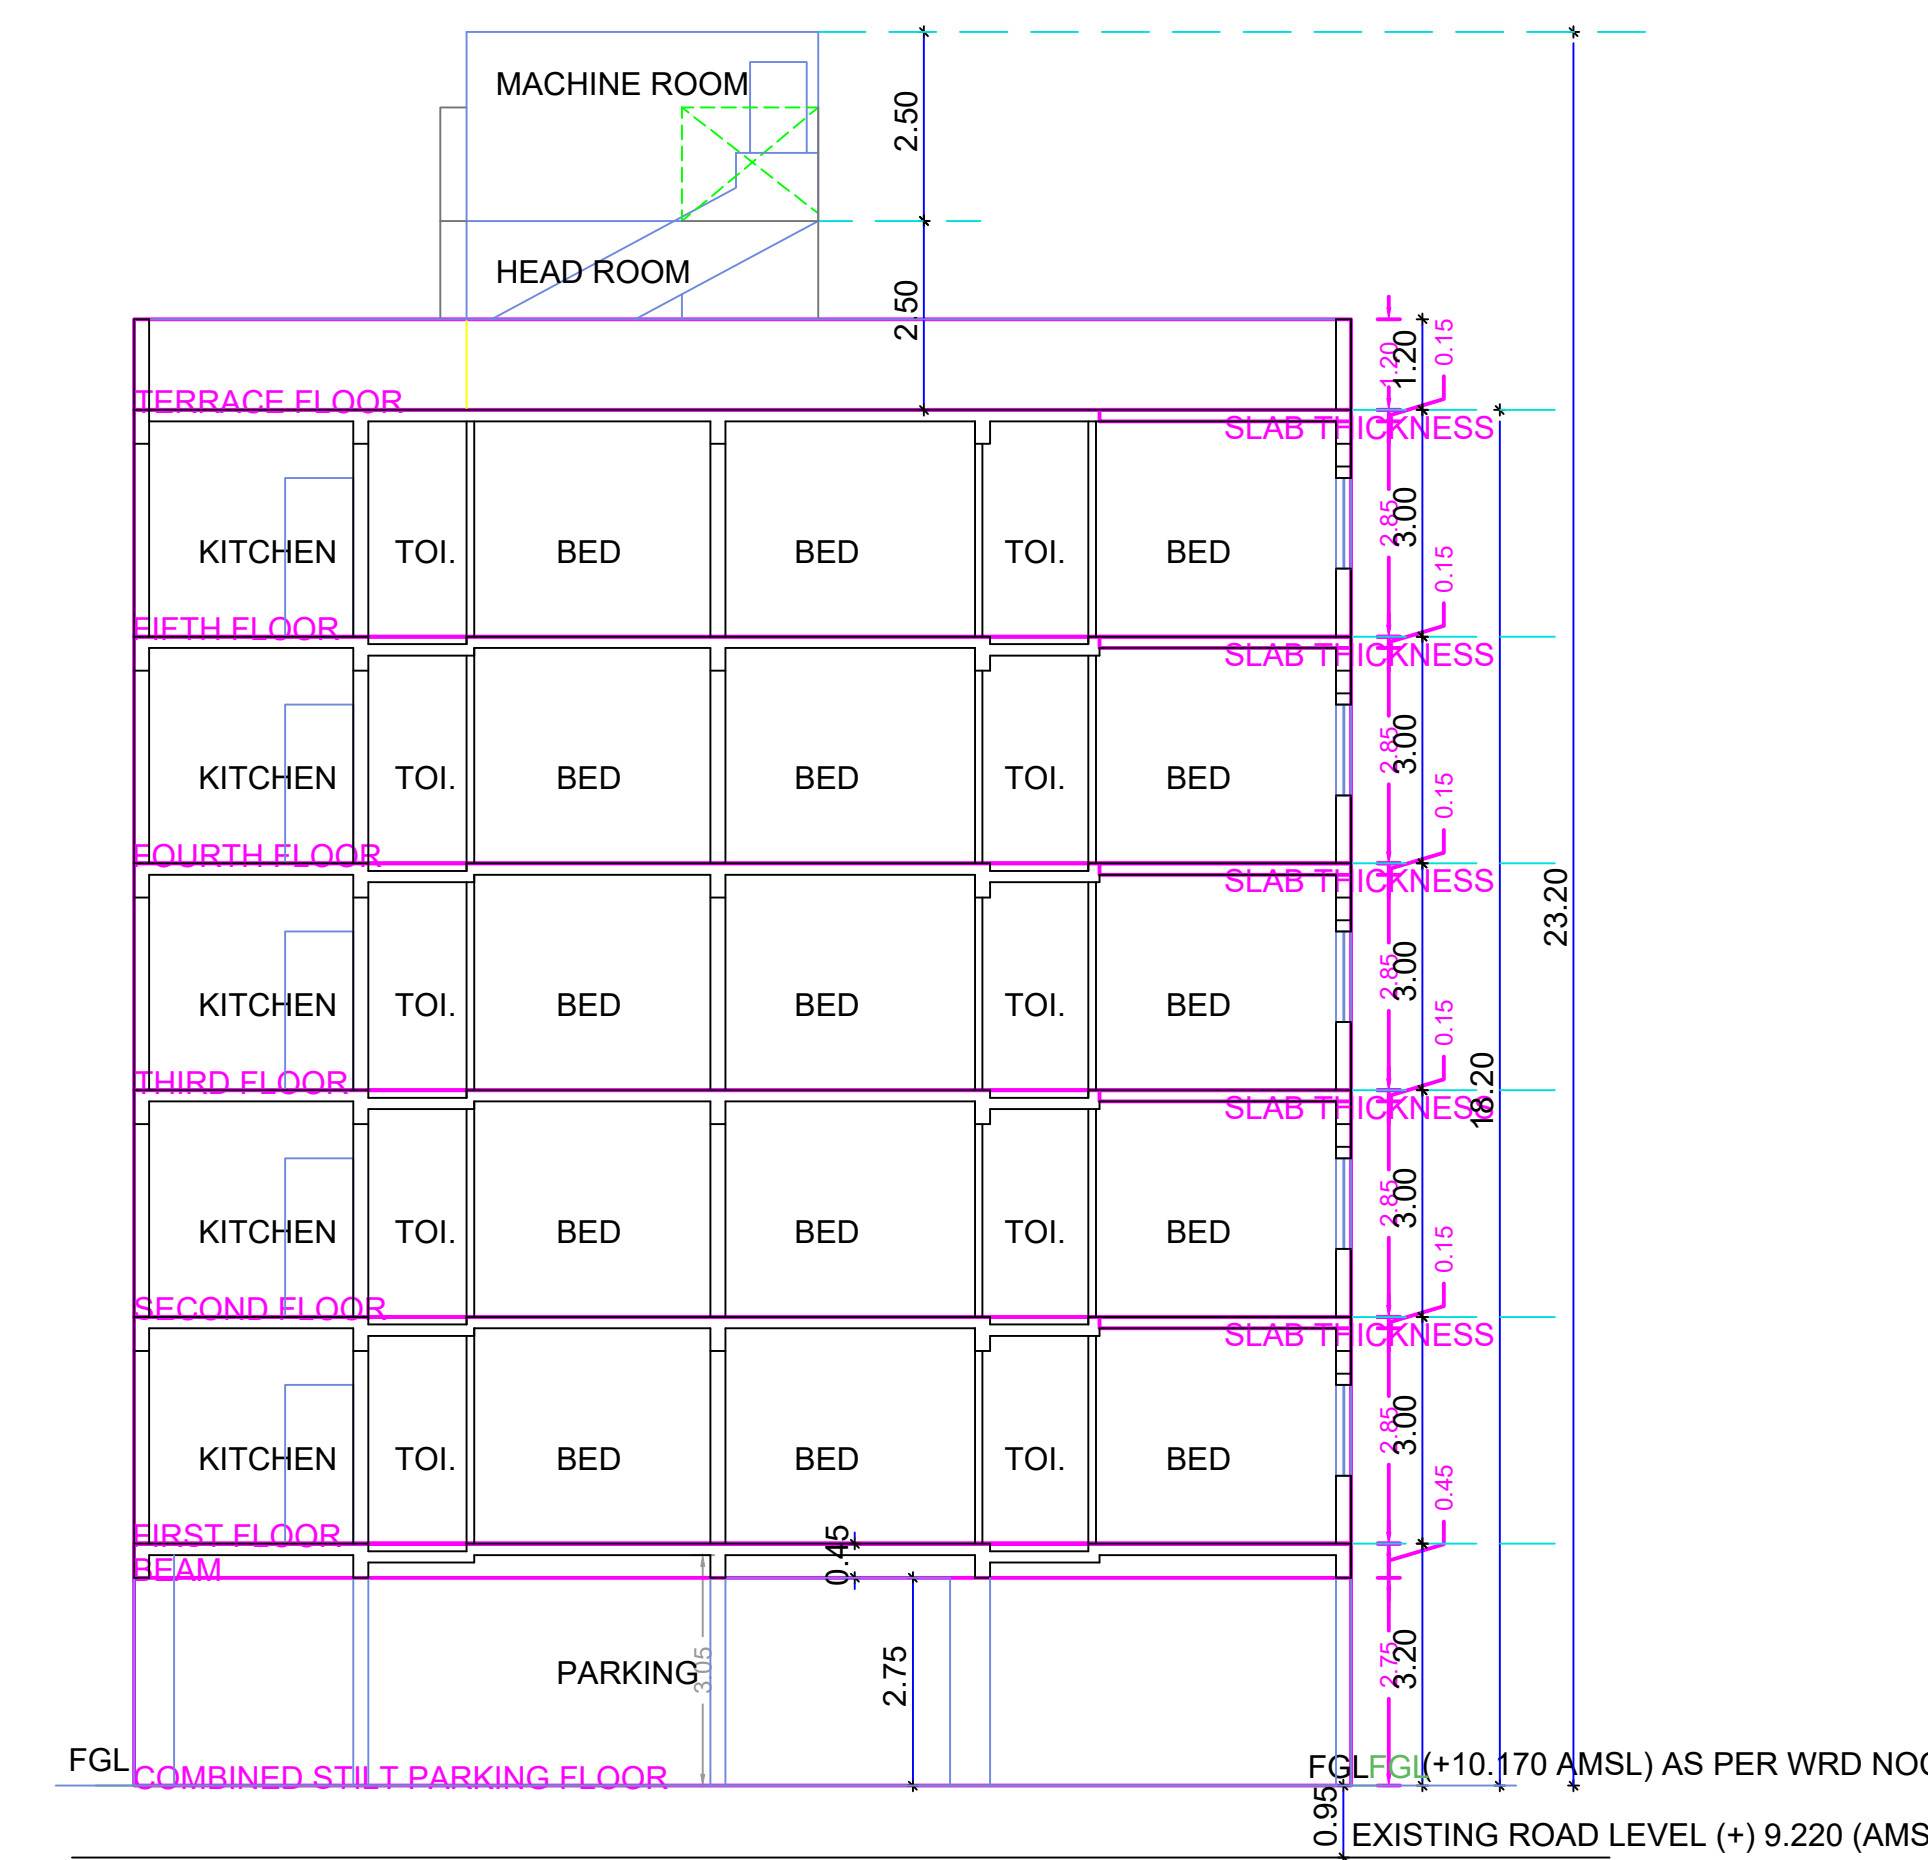 MACHINE ROOM
2.50
HEAD ROOM
2.50
1.20
1.20
0.15
TERRACE FLOOR
SLAB THICKNESS
KITCHEN TOI. BED BED TOI. BED
2.85
3.00
0.15
FIFTH FLOOR
SLAB THICKNESS
KITCHEN TOI. BED BED TOI. BED
2.85
3.00
0.15
FOURTH FLOOR
SLAB THICKNESS
23.20
KITCHEN TOI. BED BED TOI. BED
2.85
3.00
0.15
THIRD FLOOR
SLAB THICKNESS
18.20
KITCHEN TOI. BED BED TOI. BED
2.85
3.00
0.15
SECOND FLOOR
SLAB THICKNESS
KITCHEN TOI. BED BED TOI. BED
2.85
3.00
0.45
FIRST FLOOR
0.45
BEAM
PARKING
3.05
2.75
2.75
3.20
FGL
COMBINED STILT PARKING FLOOR
FGL FGL (+10.170 AMSL) AS PER WRD NOC
0.95
EXISTING ROAD LEVEL (+) 9.220 (AMS